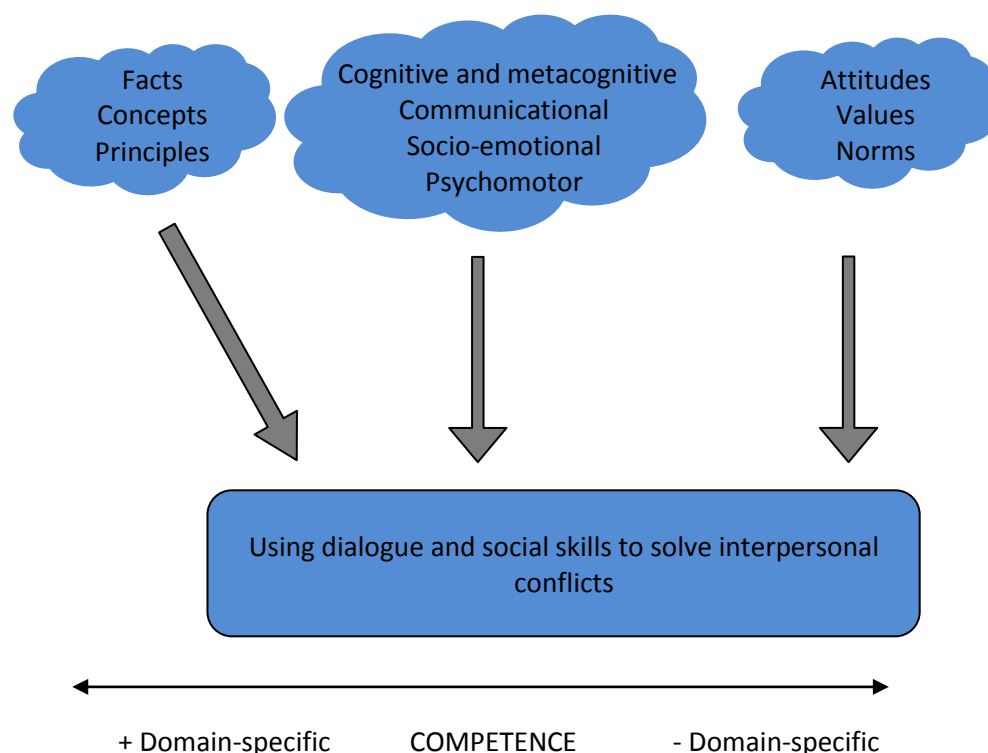 Facts
Concepts
Principles
Cognitive and metacognitive
Communicational
Socio-emotional
Psychomotor
Attitudes
Values
Norms
Using dialogue and social skills to solve interpersonal
conflicts
+ Domain-specific COMPETENCE - Domain-specific